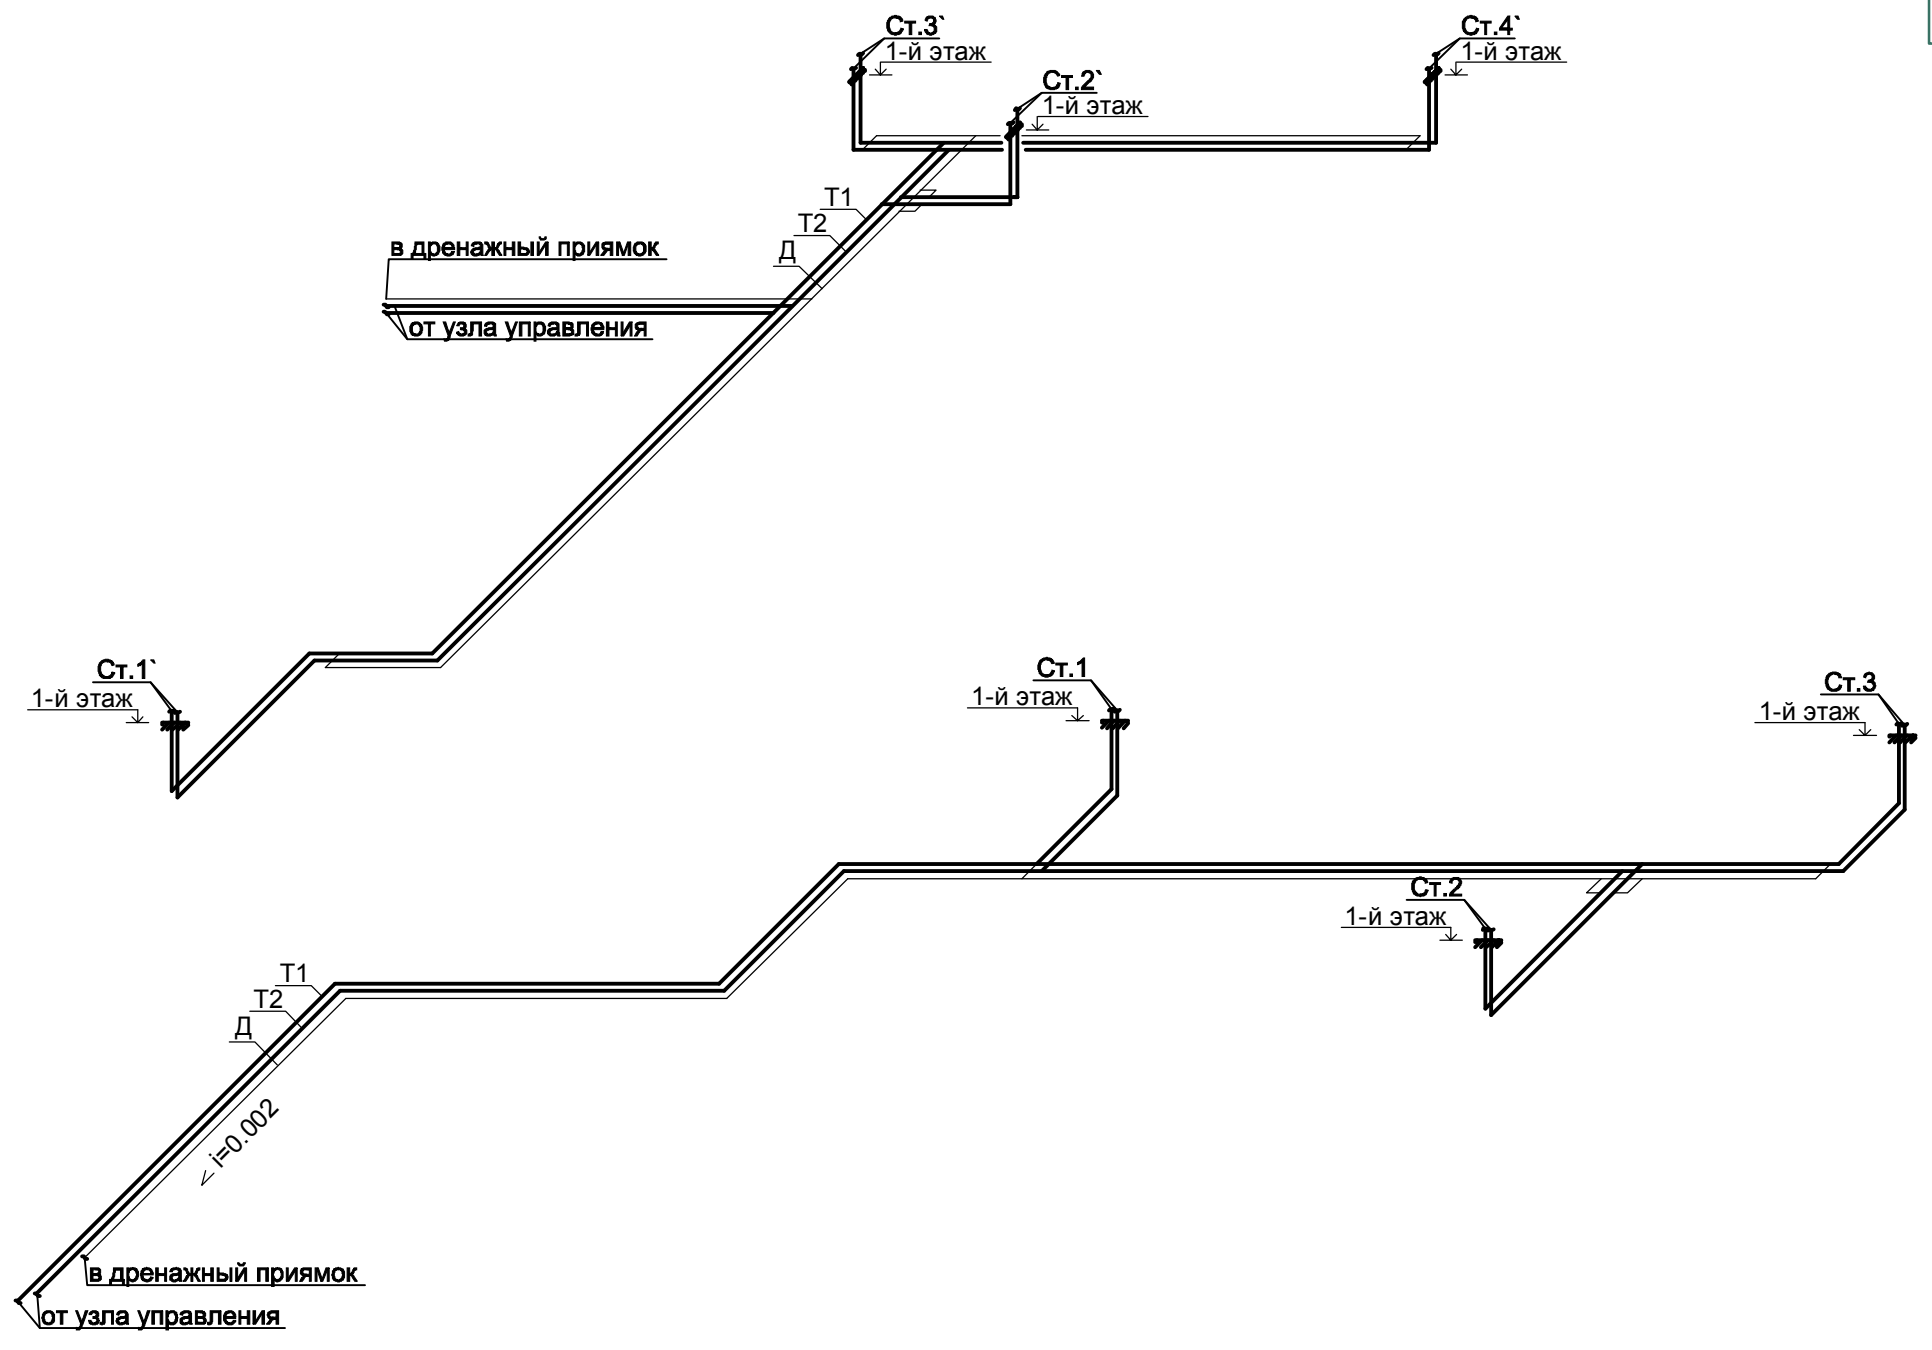 Ст.3`
1-й этаж
Ст.4`
1-й этаж
Ст.2`
1-й этаж
Т1
Т2
Д
в дренажный приямок
от узла управления
Ст.1`
1-й этаж
Ст.1
1-й этаж
Ст.3
1-й этаж
Ст.2
1-й этаж
Т1
Т2
Д
i=0.002
в дренажный приямок
от узла управления